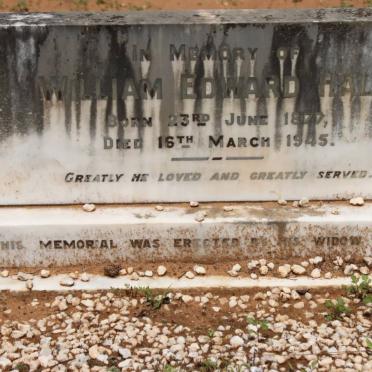 In Memory of
William Edward
Born 23rd June
Died 16th March 1945.
Greatly he loved and greatly served.
his memorial was erected by his widow